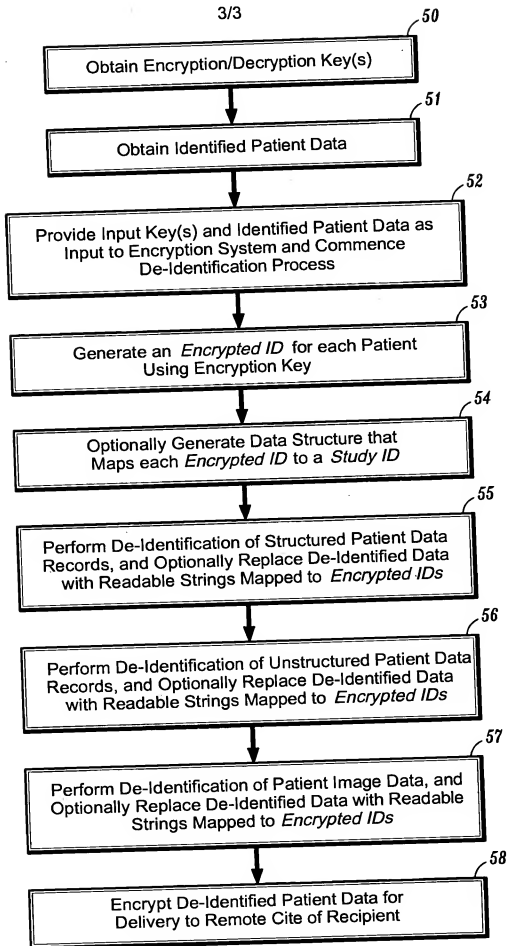 3/3
50
Obtain Encryption/Decryption Key(s)
51
Obtain Identified Patient Data
52
Provide Input Key(s) and Identified Patient Data as
Input to Encryption System and Commence
De-Identification Process
53
Generate an Encrypted ID for each Patient
Using Encryption Key
54
Optionally Generate Data Structure that
Maps each Encrypted ID to a Study ID
55
Perform De-Identification of Structured Patient Data
Records, and Optionally Replace De-Identified Data
with Readable Strings Mapped to Encrypted IDs
56
Perform De-Identification of Unstructured Patient Data
Records, and Optionally Replace De-Identified Data
with Readable Strings Mapped to Encrypted IDs
57
Perform De-Identification of Patient Image Data, and
Optionally Replace De-Identified Data with Readable
Strings Mapped to Encrypted IDs
58
Encrypt De-Identified Patient Data for
Delivery to Remote Cite of Recipient